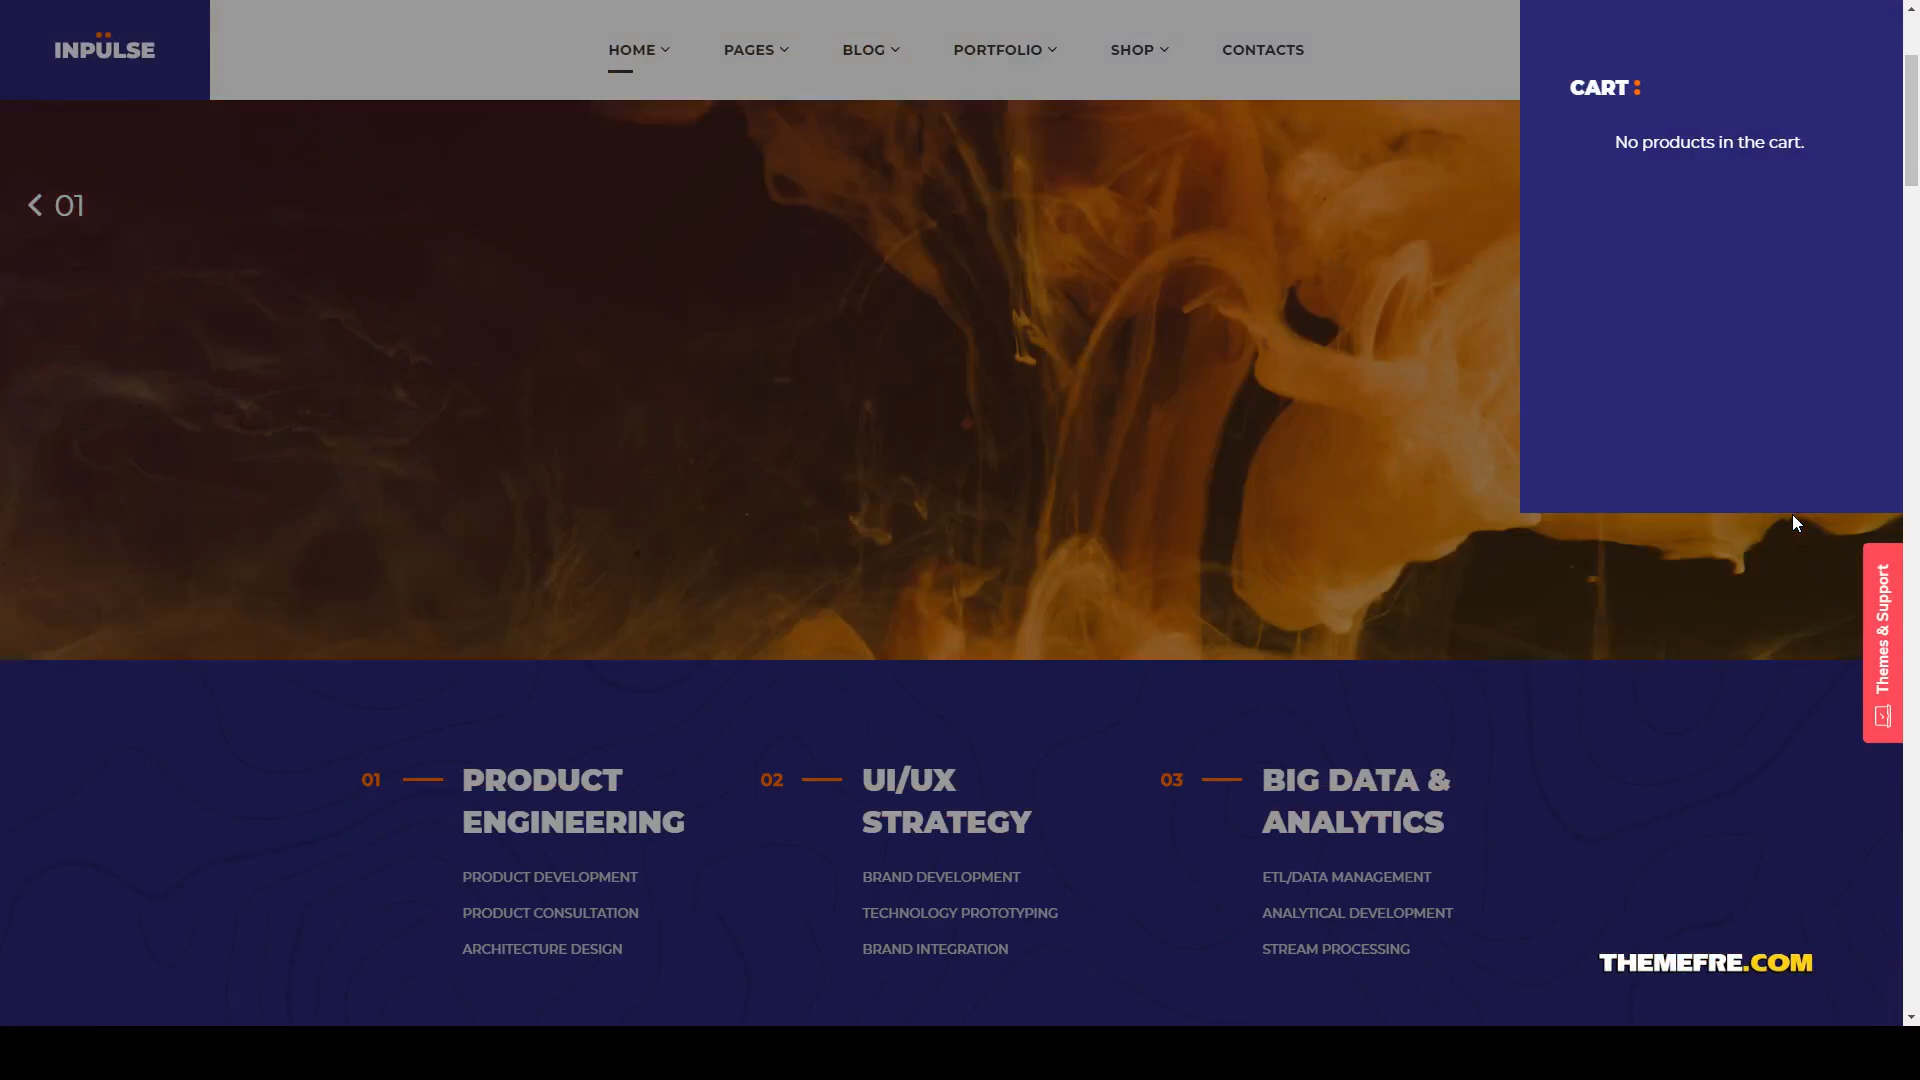 INPÜLSE
HOME
PAGES
BLOG
PORTFOLIO
SHOP
CONTACTS
CART :
No products in the cart.
01
Themes & Support
01
PRODUCT
ENGINEERING
PRODUCT DEVELOPMENT
PRODUCT CONSULTATION
ARCHITECTURE DESIGN
02
UI/UX
STRATEGY
BRAND DEVELOPMENT
TECHNOLOGY PROTOTYPING
BRAND INTEGRATION
03
BIG DATA &
ANALYTICS
ETL/DATA MANAGEMENT
ANALYTICAL DEVELOPMENT
STREAM PROCESSING
THEMEFRE.COM